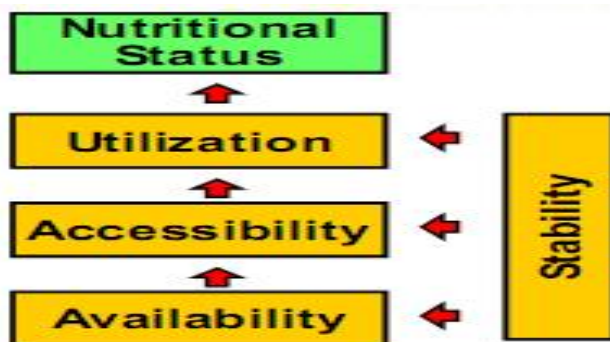 Nutritional
Status
Utilization
Accessibility
Availability
Stability